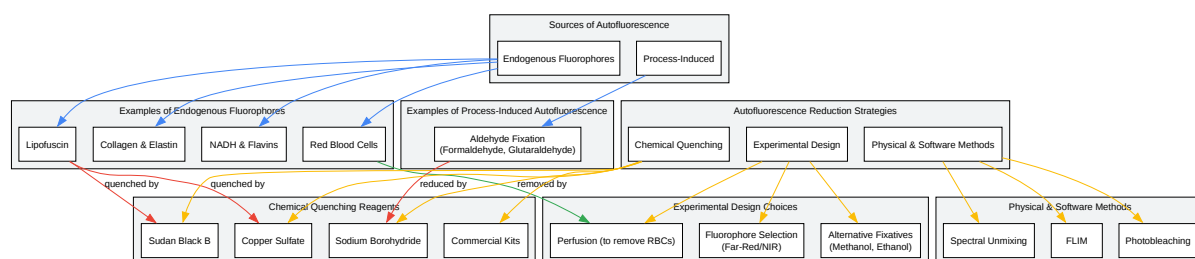 Sources of Autofluorescence
Endogenous Fluorophores
Process-Induced
Examples of Endogenous Fluorophores
Examples of Process-Induced Autofluorescence
Autofluorescence Reduction Strategies
Lipofuscin
Collagen & Elastin
NADH & Flavins
Red Blood Cells
Aldehyde Fixation
(Formaldehyde, Glutaraldehyde)
Chemical Quenching
Experimental Design
Physical & Software Methods
quenched by
quenched by
reduced by
removed by
Chemical Quenching Reagents
Experimental Design Choices
Physical & Software Methods
Sudan Black B
Copper Sulfate
Sodium Borohydride
Commercial Kits
Perfusion (to remove RBCs)
Fluorophore Selection
(Far-Red/NIR)
Alternative Fixatives
(Methanol, Ethanol)
Spectral Unmixing
FLIM
Photobleaching